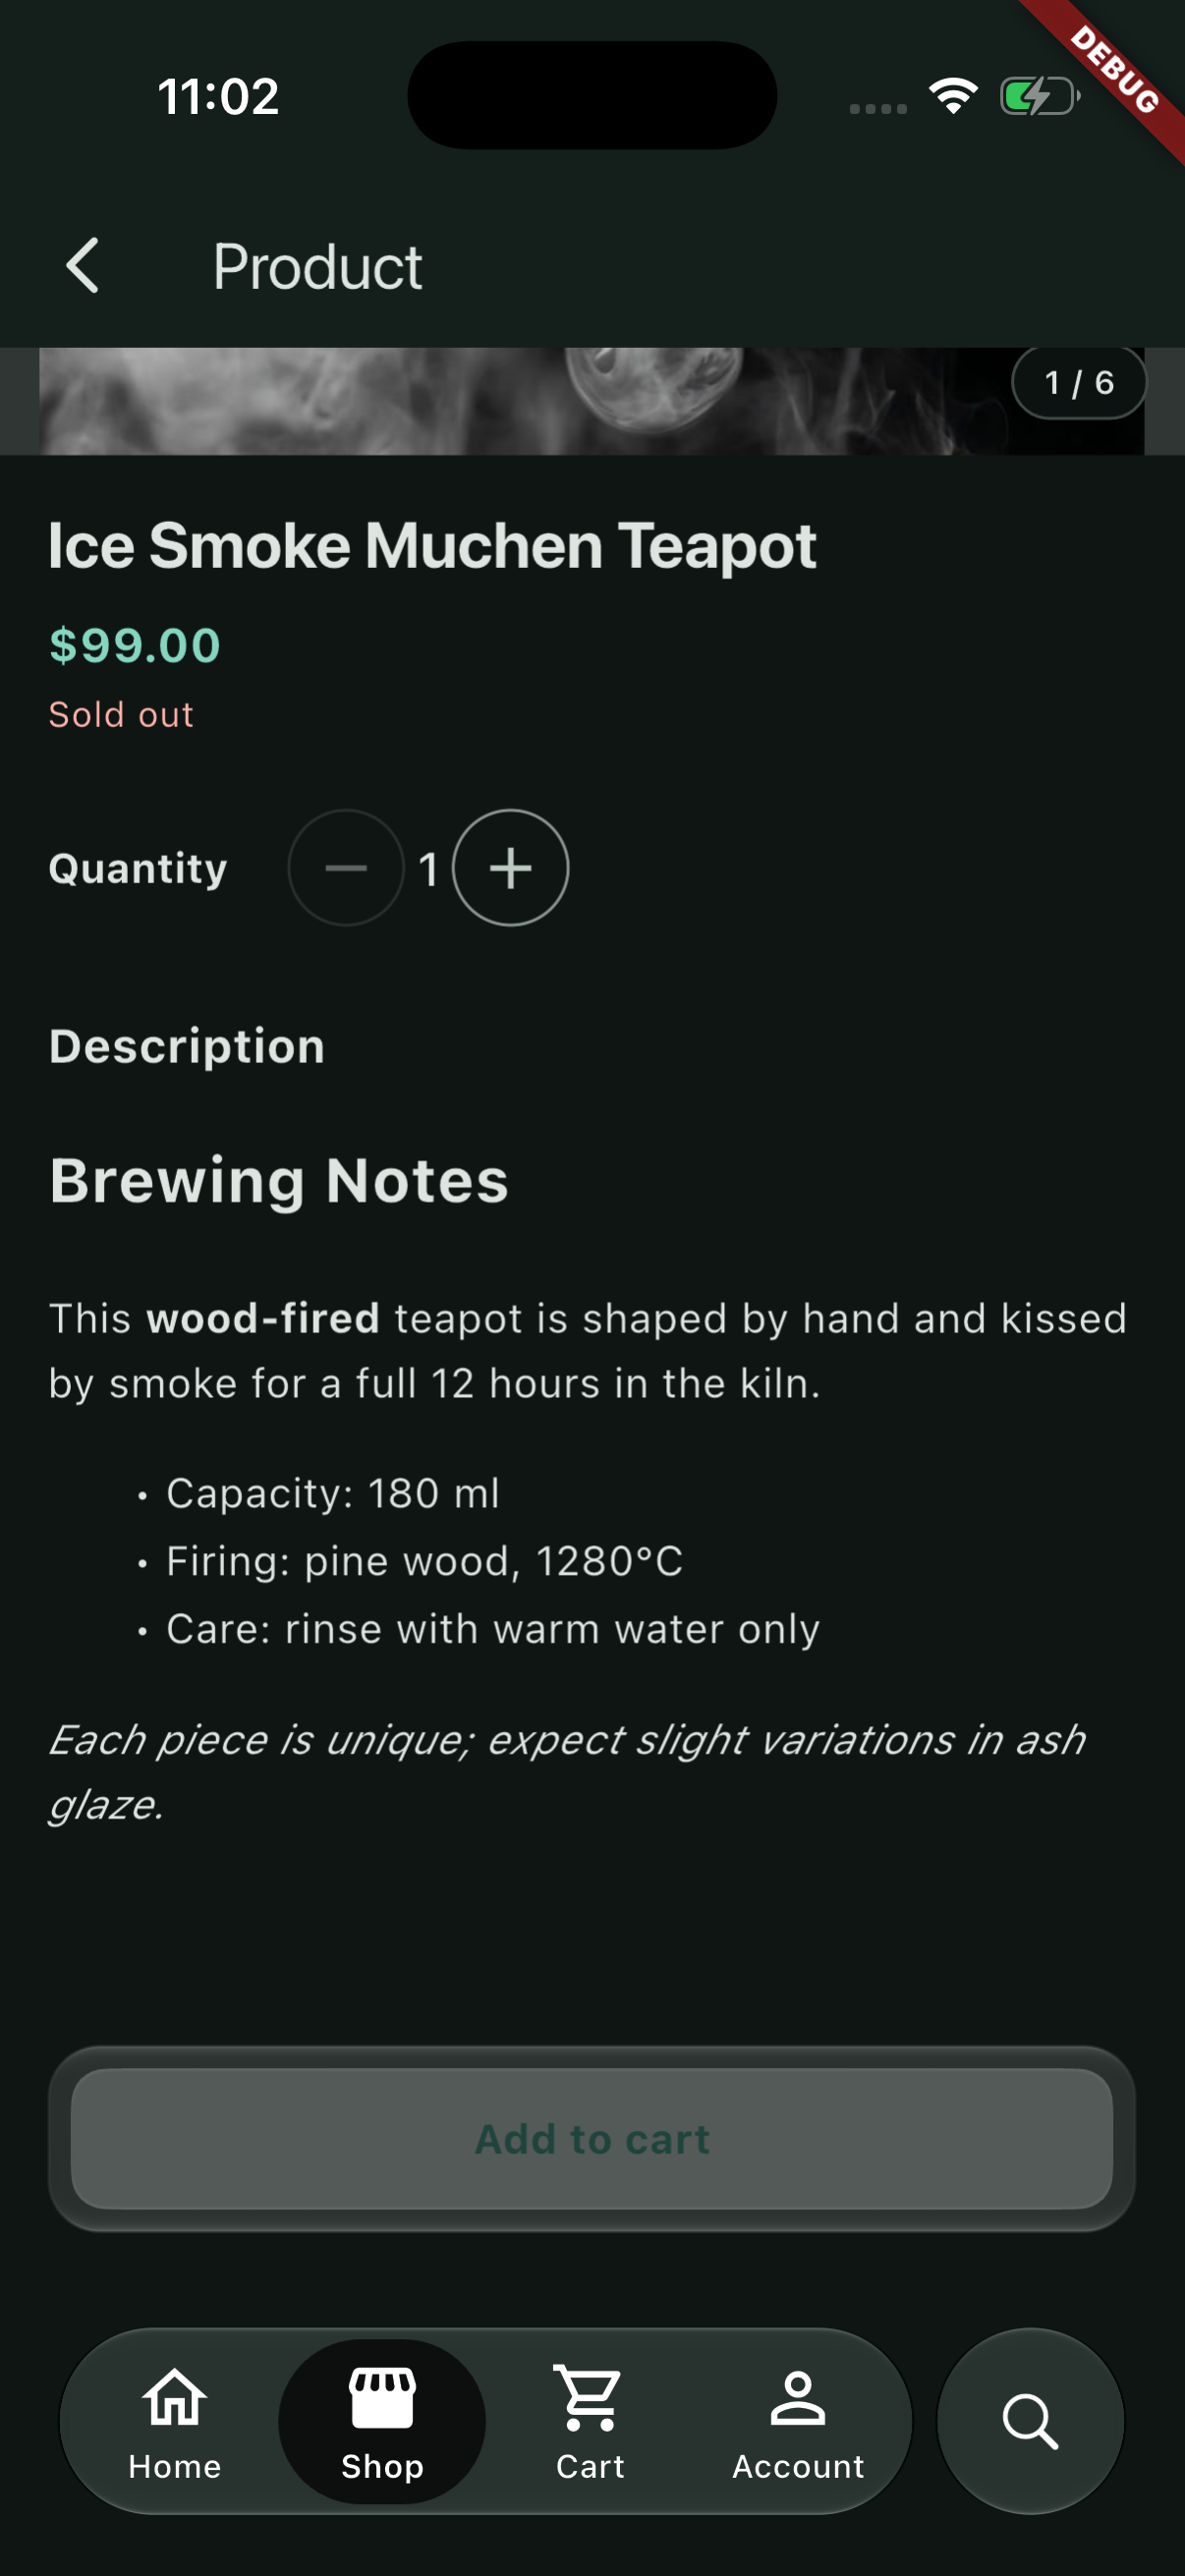 11:02
DEBUG
Product
1 / 6
Ice Smoke Muchen Teapot
$99.00
Sold out
Quantity 1
Description
Brewing Notes
This wood-fired teapot is shaped by hand and kissed
by smoke for a full 12 hours in the kiln.
• Capacity: 180 ml
• Firing: pine wood, 1280°C
• Care: rinse with warm water only
Each piece is unique; expect slight variations in ash
glaze.
Add to cart
Home Shop Cart Account